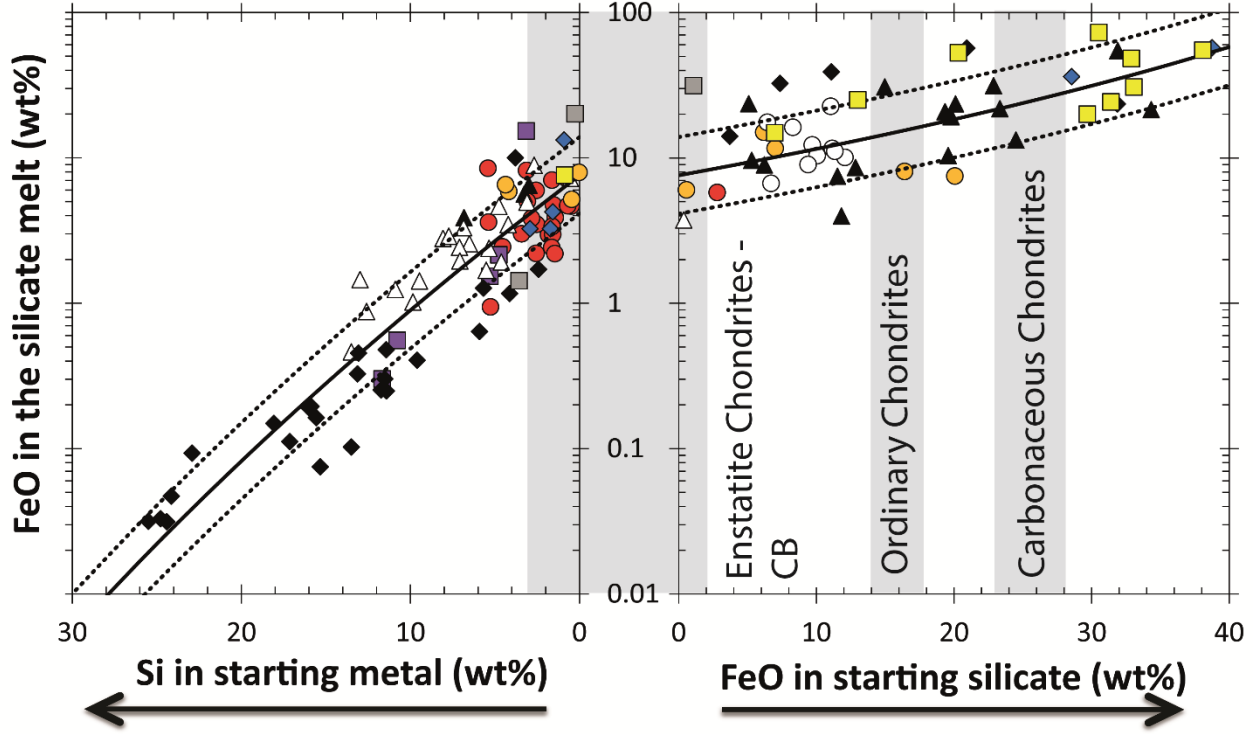 FeO in the silicate melt (wt%)
100
10
1
0.1
0.01
30
20
10
0
0
10
20
30
40
Enstatite Chondrites -
CB
Ordinary Chondrites
Carbonaceous Chondrites
Si in starting metal (wt%)
FeO in starting silicate (wt%)